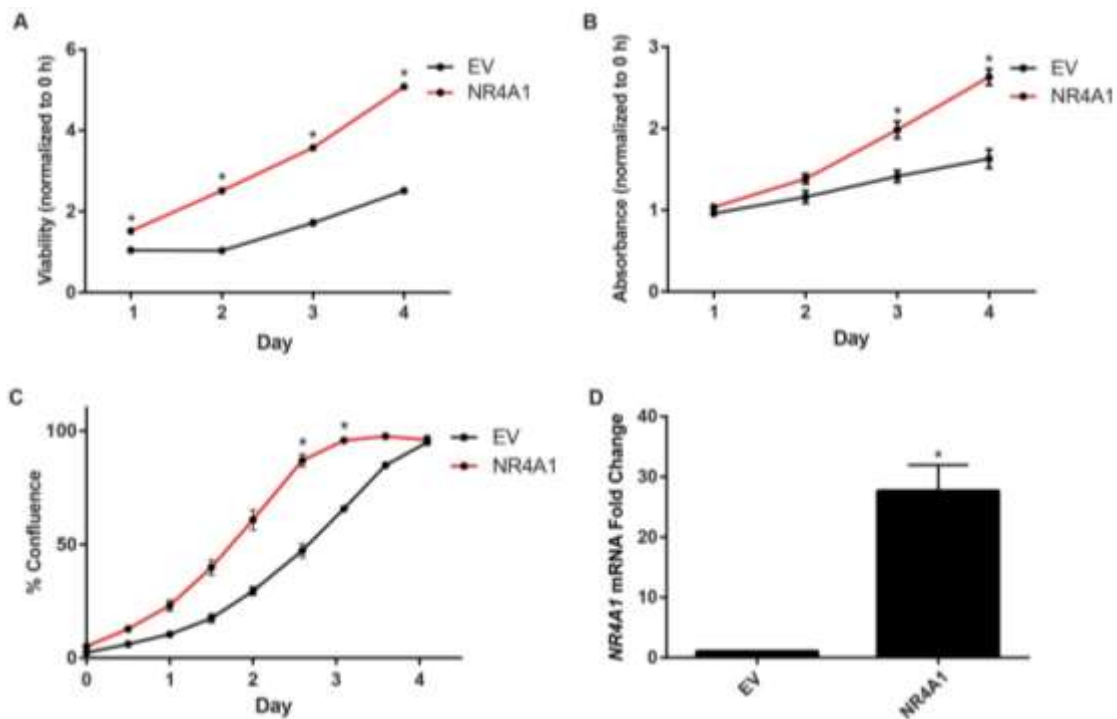 A
Viability (normalized to 0 h)
6
4
2
0
*
*
*
*
EV
NR4A1
1 2 3 4
Day
B
Absorbance (normalized to 0 h)
3
2
1
0
*
*
EV
NR4A1
1 2 3 4
Day
C
% Confluence
100
50
0
* *
EV
NR4A1
0 1 2 3 4
Day
D
NR4A1 mRNA Fold Change
40
30
20
10
0
*
EV NR4A1